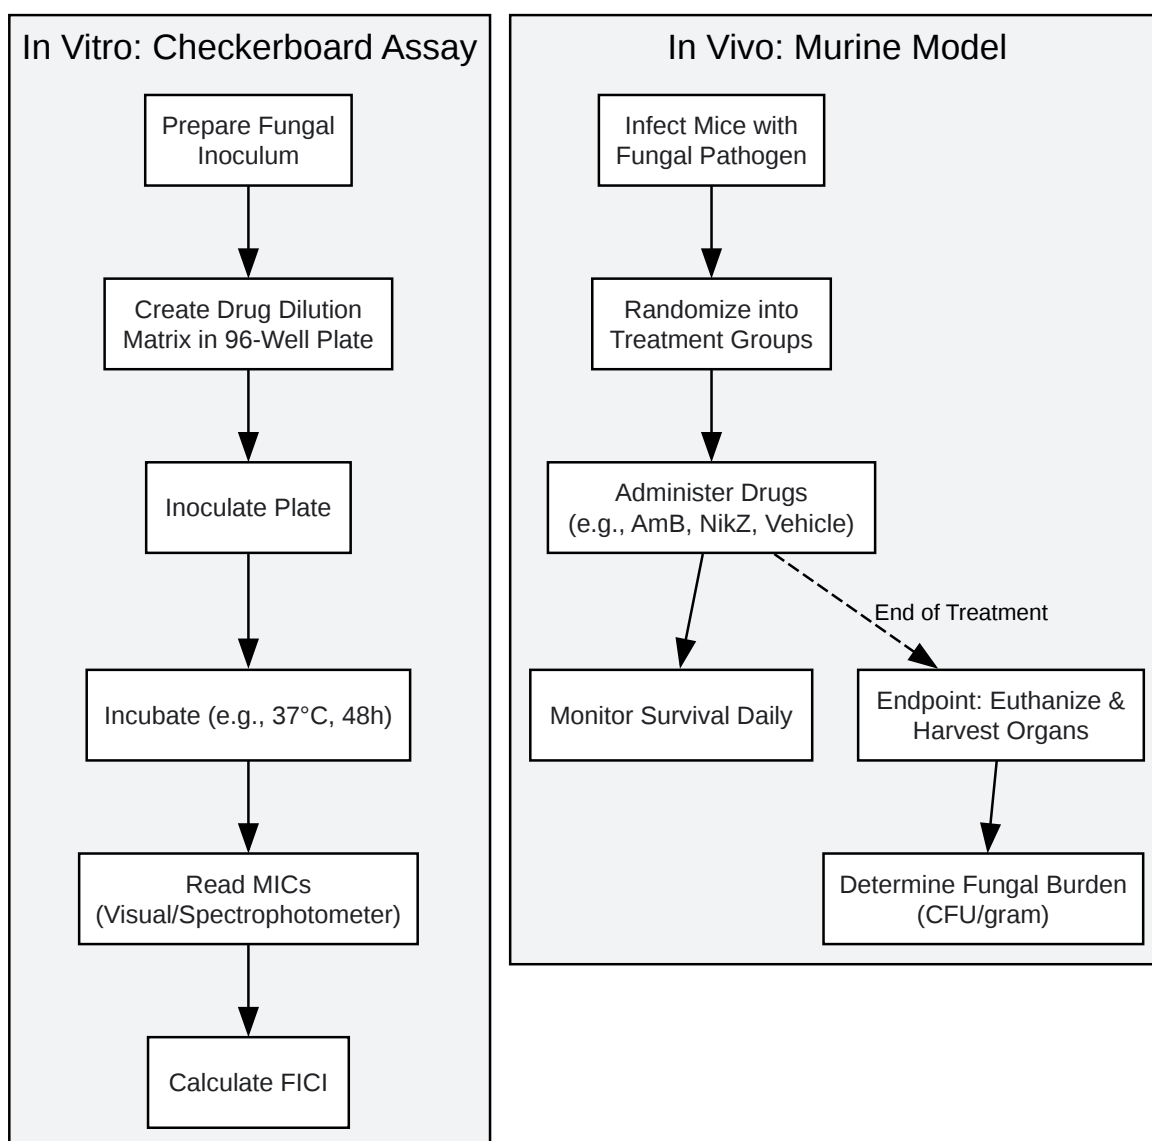 In Vitro: Checkerboard Assay
Prepare Fungal
Inoculum
Create Drug Dilution
Matrix in 96-Well Plate
Inoculate Plate
Incubate (e.g., 37°C, 48h)
Read MICs
(Visual/Spectrophotometer)
Calculate FICI
In Vivo: Murine Model
Infect Mice with
Fungal Pathogen
Randomize into
Treatment Groups
Administer Drugs
(e.g., AmB, NikZ, Vehicle)
End of Treatment
Monitor Survival Daily
Endpoint: Euthanize &
Harvest Organs
Determine Fungal Burden
(CFU/gram)